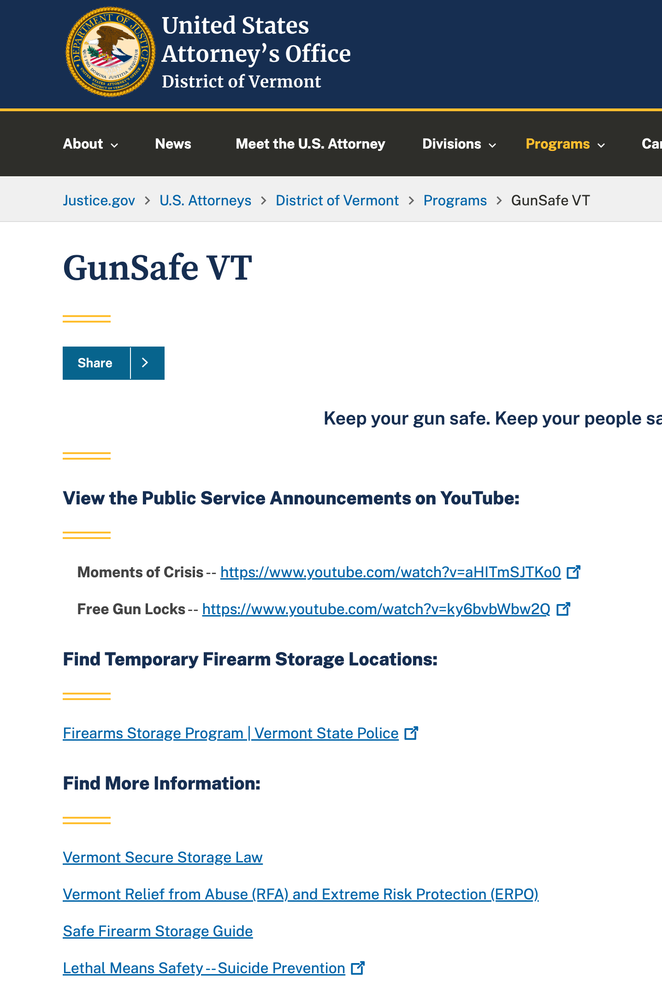 DEPARTMENT OF JUSTICE
QUI PRO DOMINA JUSTITIA SEQUITUR
UNITED STATES ATTORNEY'S OFFICE
DISTRICT OF VERMONT
United States
Attorney’s Office
District of Vermont
About News Meet the U.S. Attorney Divisions Programs Car
Justice.gov U.S. Attorneys District of Vermont Programs GunSafe VT
GunSafe VT
Share
Keep your gun safe. Keep your people sa
View the Public Service Announcements on YouTube:
Moments of Crisis -- https://www.youtube.com/watch?v=aHITmSJTKo0
Free Gun Locks -- https://www.youtube.com/watch?v=ky6bvbWbw2Q
Find Temporary Firearm Storage Locations:
Firearms Storage Program | Vermont State Police
Find More Information:
Vermont Secure Storage Law
Vermont Relief from Abuse (RFA) and Extreme Risk Protection (ERPO)
Safe Firearm Storage Guide
Lethal Means Safety -- Suicide Prevention